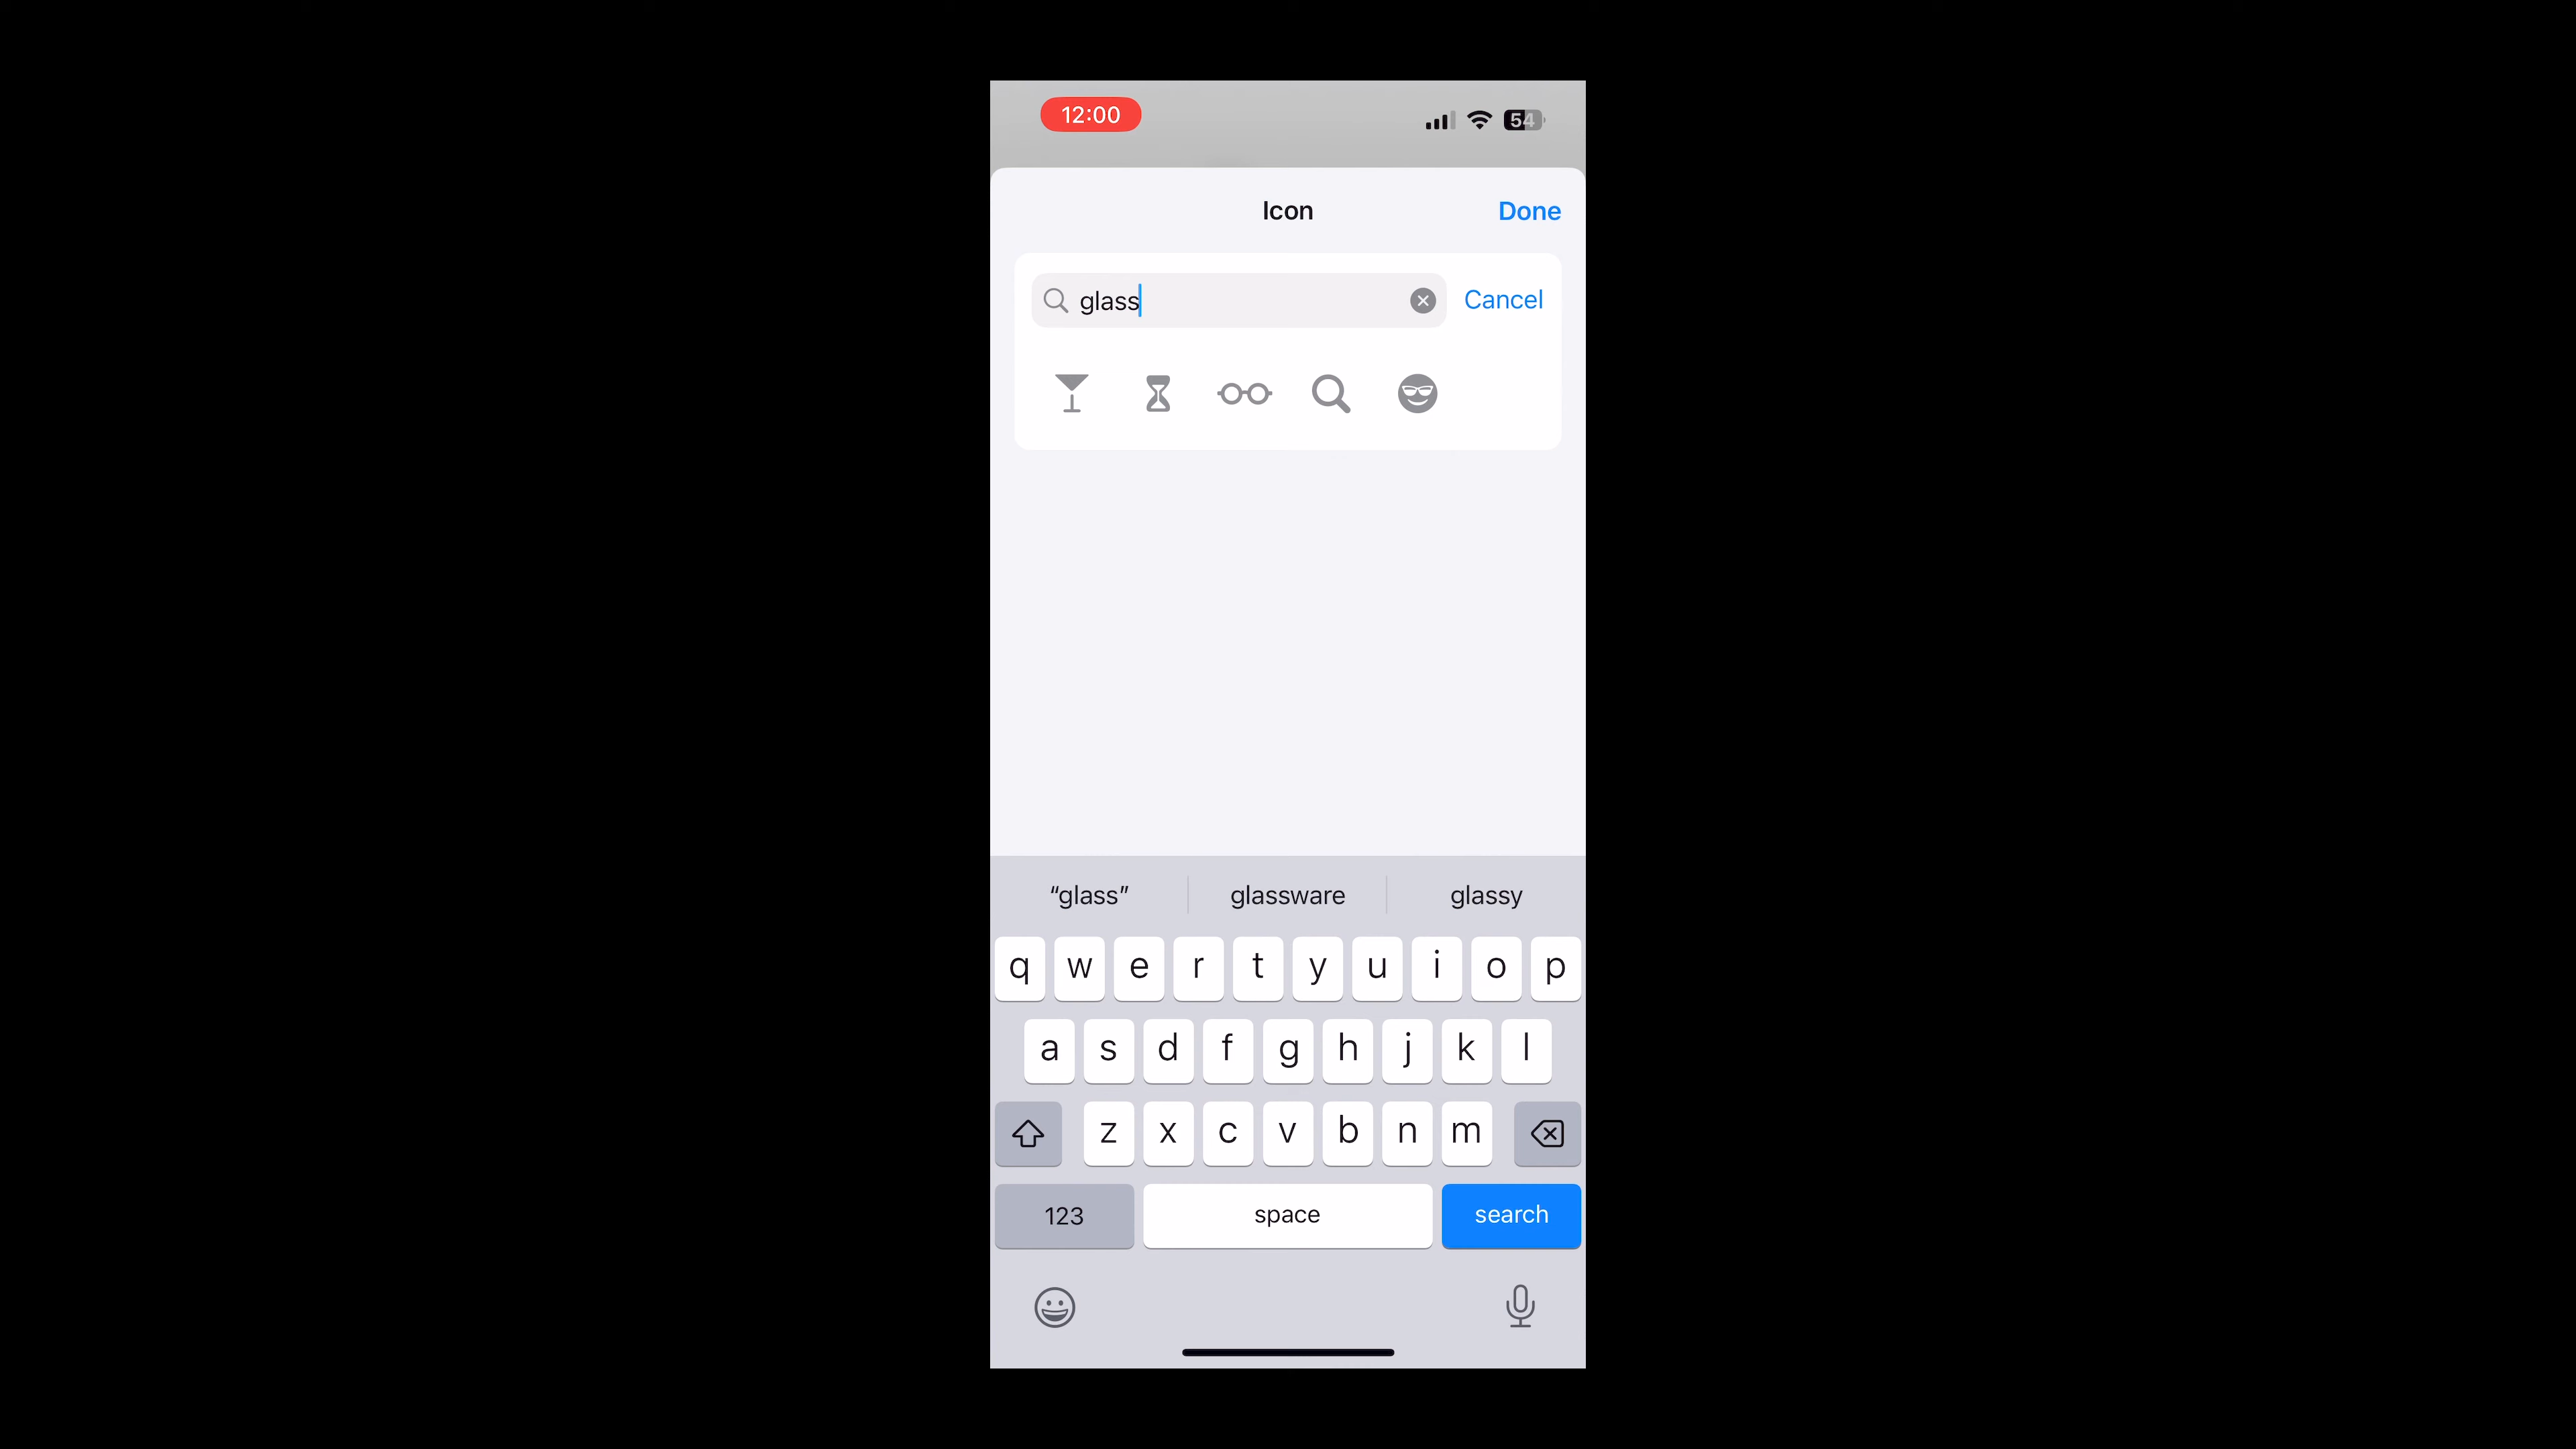 12:00
54
Icon
Done
glass
Cancel
“glass”
glassware
glassy
q w e r t y u i o p
a s d f g h j k l
z x c v b n m
123
space
search